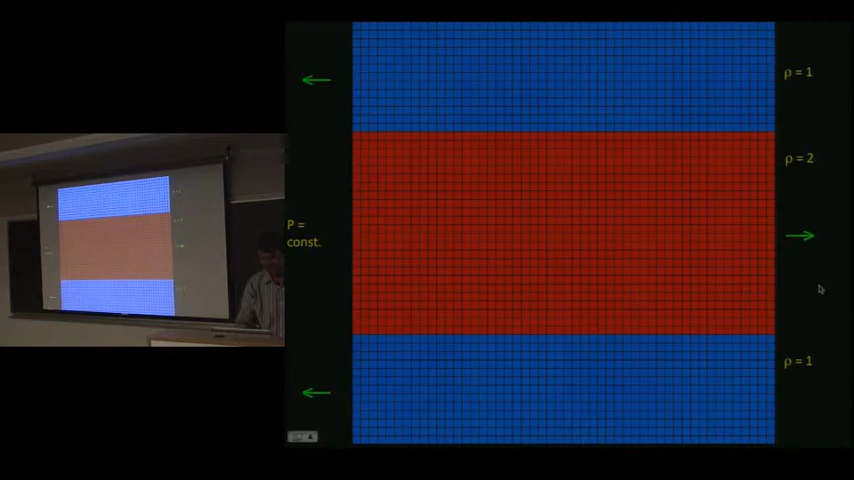 ρ = 1
ρ = 2
P =
const.
ρ = 1